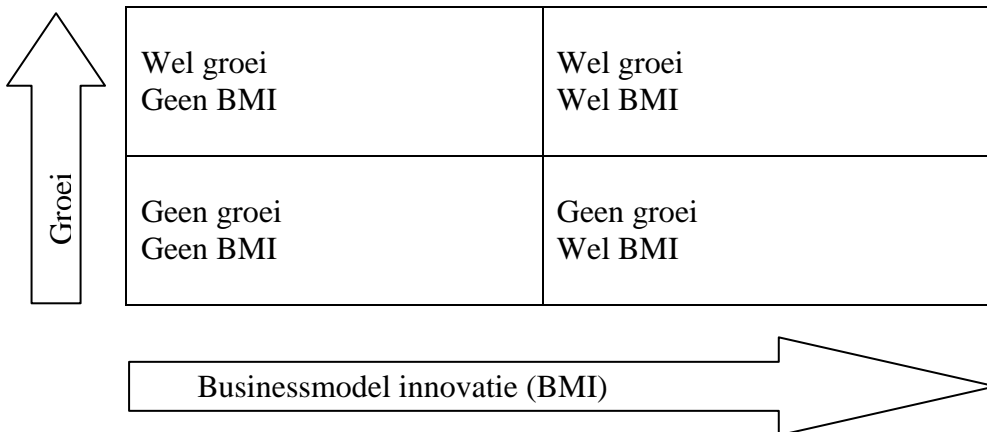 Wel groei
Geen BMI
Wel groei
Wel BMI
Groei
Geen groei
Geen BMI
Geen groei
Wel BMI
Businessmodel innovatie (BMI)